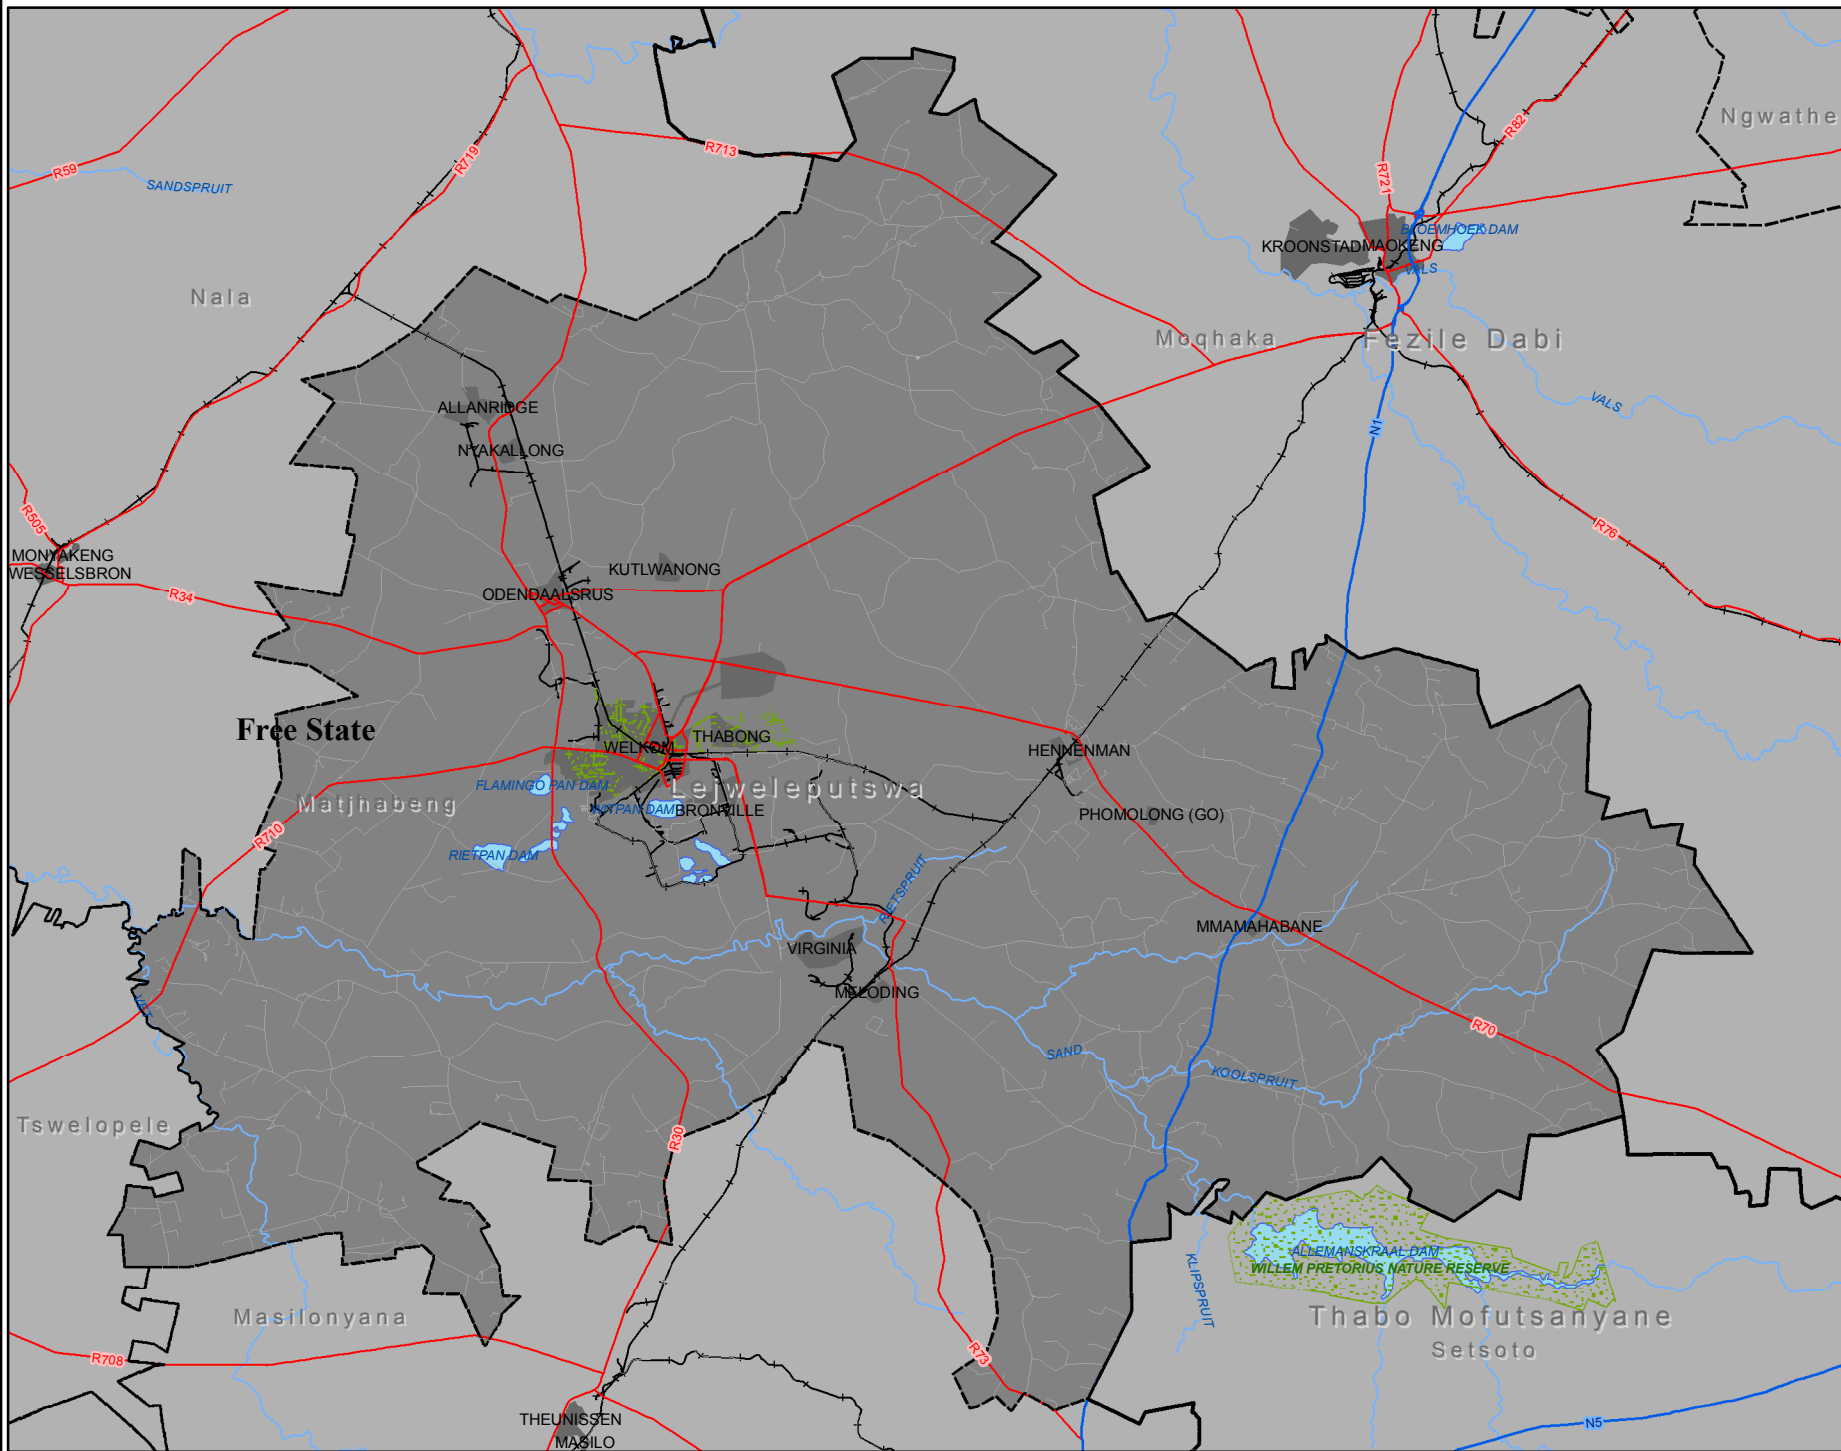 Ngwathe
R82
R713
R719
R59
R721
SANDSPRUIT
BLOEMHOEK DAM
KROONSTAD
MAOKENG
VALS
Nala
Moqhaka
Fezile Dabi
VALS
ALLANRIDGE
N1
NYAKALLONG
R505
R76
MONYAKENG
WESSELSBRON
KUTLWANONG
R34
ODENDAALSRUS
Free State
THABONG
WELKOM
HENNENMAN
FLAMINGO PAN DAM
Lejweleputswa
Matjhabeng
WITPAN DAM
BRONVILLE
PHOMOLONG (GO)
R710
RIETPAN DAM
RIETSPRUIT
MMAMAHABANE
VIRGINIA
MELODING
VET
R70
SAND
KOOLSPRUIT
Tswelopele
R30
ALLEMANSKRAAL DAM
WILLEM PRETORIUS NATURE RESERVE
KLIPSPRUIT
Masilonyana
Thabo Mofutsanyane
Setsoto
R708
R73
THEUNISSEN
N5
MASILO